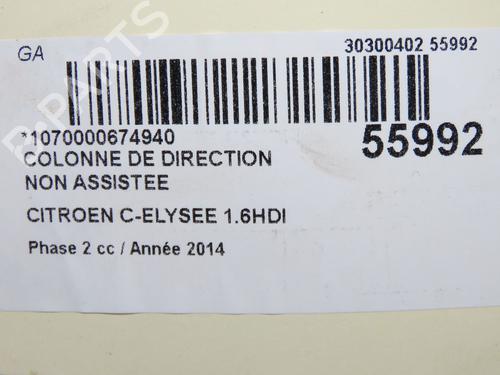 GA
30300402 55992
*1070000674940
55992
COLONNE DE DIRECTION
NON ASSISTEE
CITROEN C-ELYSEE 1.6HDI
Phase 2 cc / Année 2014
B-PARTS